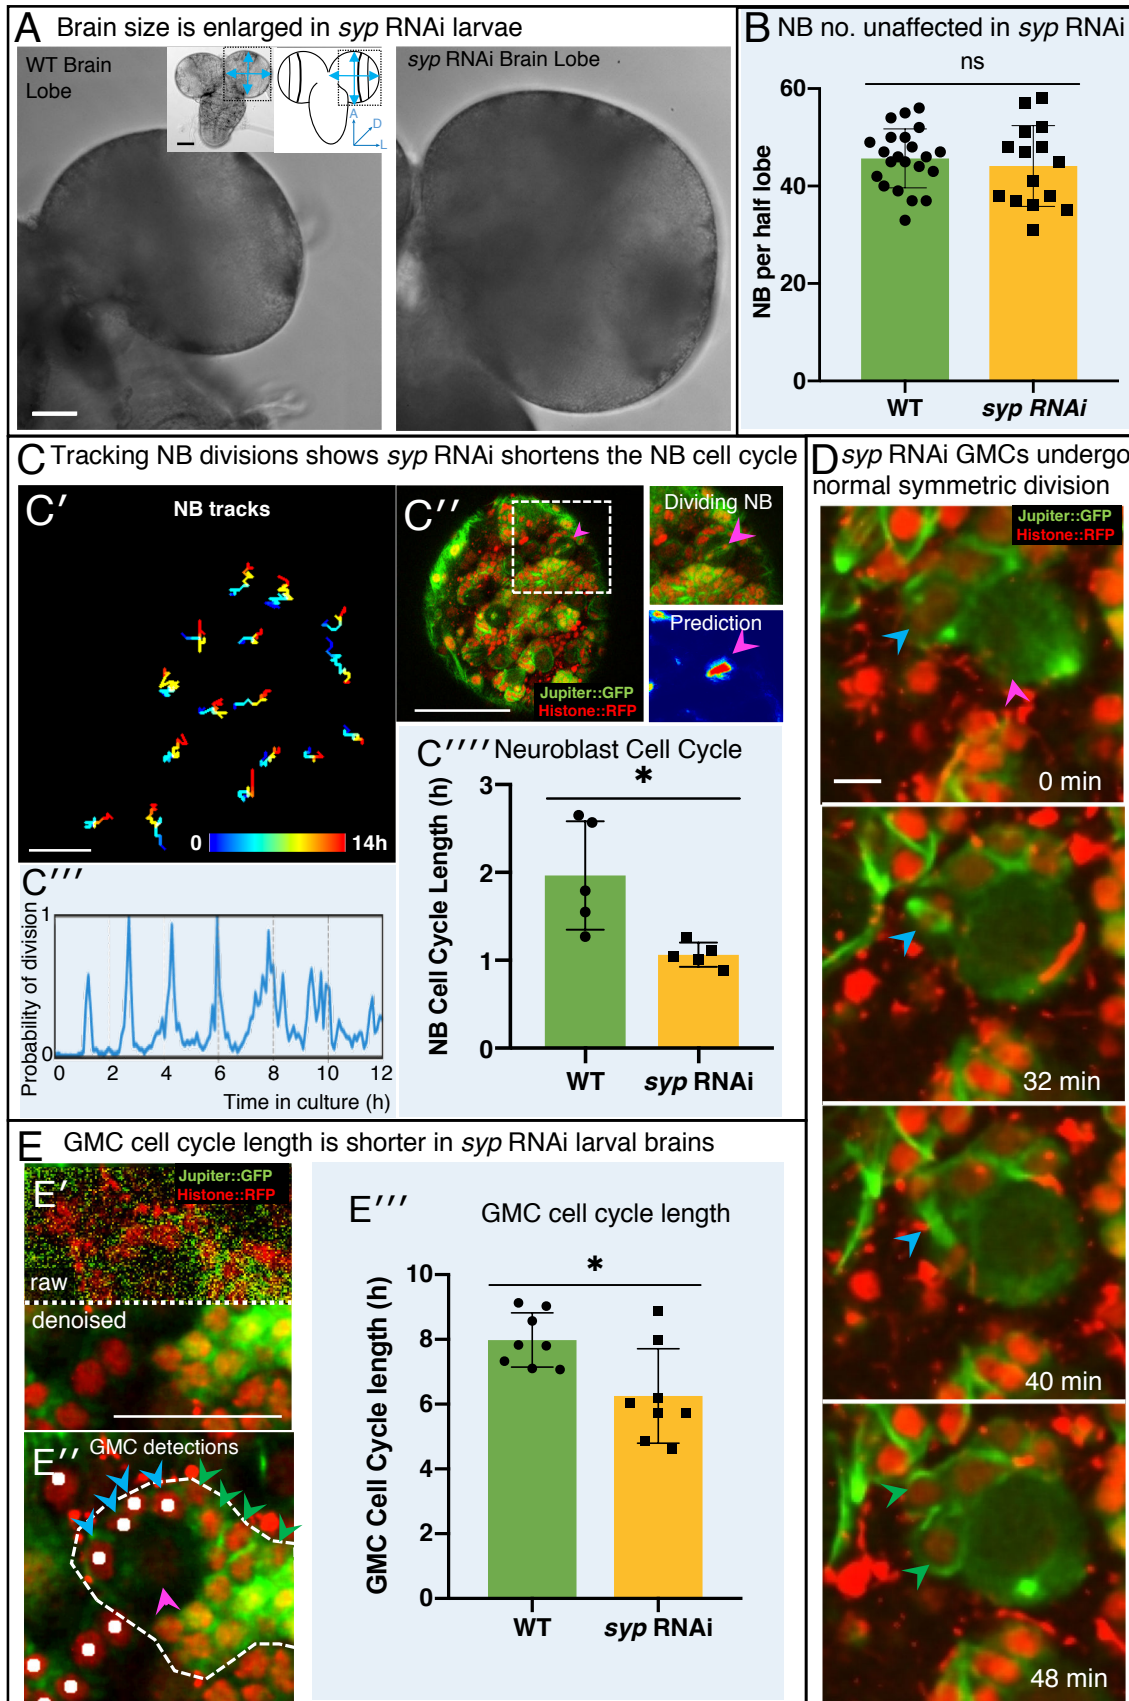 A Brain size is enlarged in syp RNAi larvae
WT Brain
Lobe
A
D
L
syp RNAi Brain Lobe
B NB no. unaffected in syp RNAi
ns
NB per half lobe
60
40
20
0
WT
syp RNAi
C Tracking NB divisions shows syp RNAi shortens the NB cell cycle
C'
NB tracks
0
14h
C''
Jupiter::GFP
Histone::RFP
Dividing NB
Prediction
C'''
Probability of division
1
0
0 2 4 6 8 10 12
Time in culture (h)
C'''' Neuroblast Cell Cycle
*
NB Cell Cycle Length (h)
3
2
1
0
WT
syp RNAi
D syp RNAi GMCs undergo
normal symmetric division
Jupiter::GFP
Histone::RFP
0 min
32 min
40 min
48 min
E GMC cell cycle length is shorter in syp RNAi larval brains
E'
Jupiter::GFP
Histone::RFP
raw
denoised
E'' GMC detections
E'''
GMC cell cycle length
*
GMC Cell Cycle length (h)
10
8
6
4
2
0
WT
syp RNAi